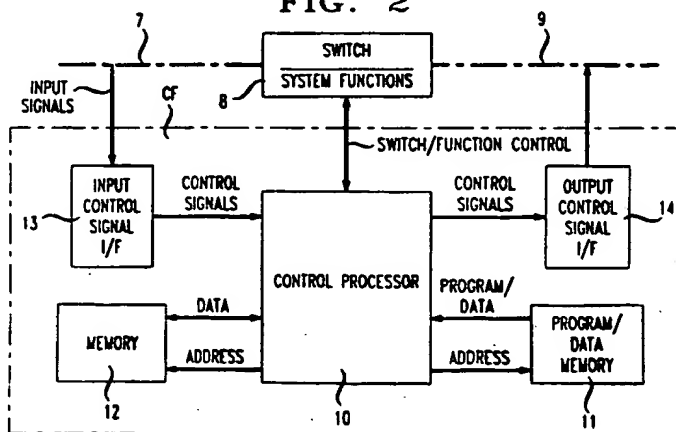 FIG. 2
7
9
SWITCH
SYSTEM FUNCTIONS
8
INPUT
SIGNALS
CF
SWITCH/FUNCTION CONTROL
INPUT
CONTROL
SIGNAL
I/F
13
CONTROL
SIGNALS
CONTROL
SIGNALS
OUTPUT
CONTROL
SIGNAL
I/F
14
CONTROL PROCESSOR
10
DATA
ADDRESS
MEMORY
12
PROGRAM/
DATA
ADDRESS
PROGRAM/
DATA
MEMORY
11